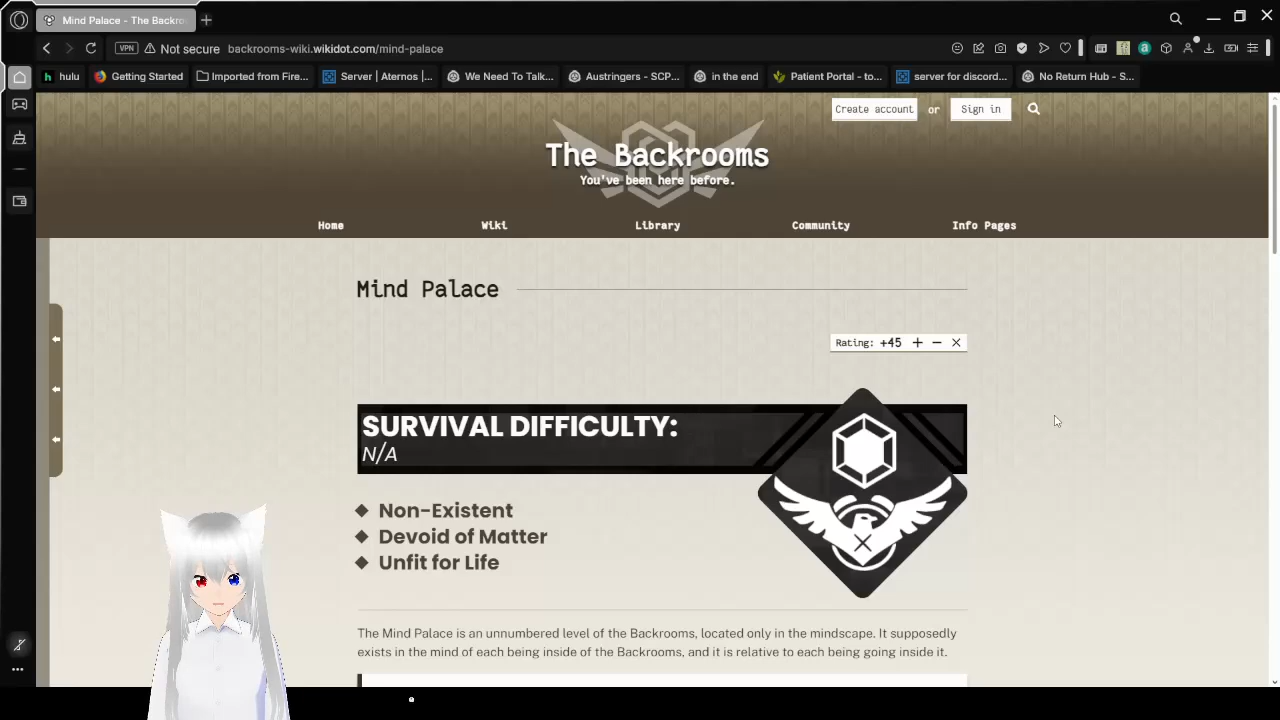 Mind Palace - The Backro
VPN Not secure backrooms-wiki.wikidot.com/mind-palace
hulu Getting Started Imported from Fire... Server | Aternos |... We Need To Talk... Austringers - SCP... in the end Patient Portal - to... server for discord... No Return Hub - S...
Create account or Sign in
The Backrooms
You've been here before.
Home Wiki Library Community Info Pages
Mind Palace
Rating: +45 + − ×
SURVIVAL DIFFICULTY:
N/A
Non-Existent
Devoid of Matter
Unfit for Life
The Mind Palace is an unnumbered level of the Backrooms, located only in the mindscape. It supposedly
exists in the mind of each being inside of the Backrooms, and it is relative to each being going inside it.